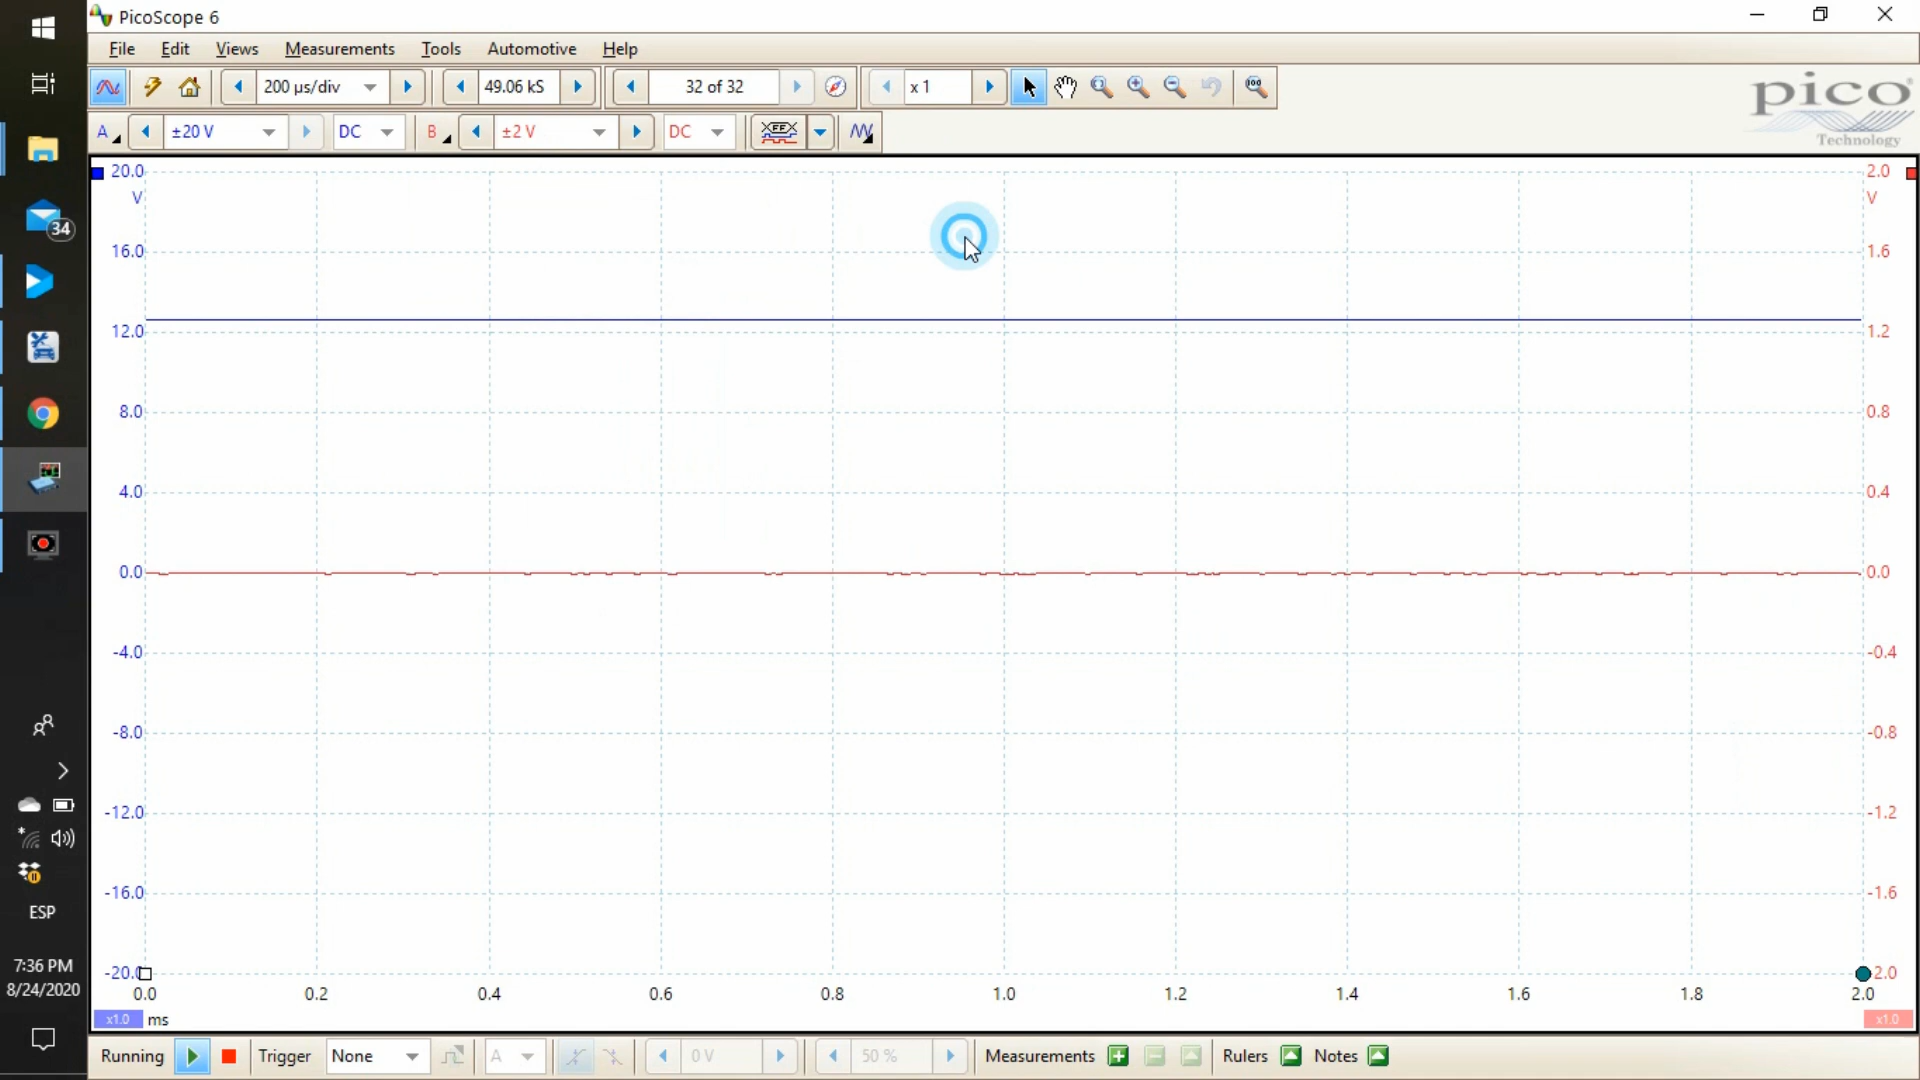 PicoScope 6
File Edit Views Measurements Tools Automotive Help
200 µs/div 49.06 kS 32 of 32 x 1
A ±20 V DC B ±2 V DC
pico
Technology
20.0 2.0
V V
16.0 1.6
12.0 1.2
8.0 0.8
4.0 0.4
0.0 0.0
-4.0 -0.4
-8.0 -0.8
-12.0 -1.2
-16.0 -1.6
-20.0 2.0
0.0 0.2 0.4 0.6 0.8 1.0 1.2 1.4 1.6 1.8 2.0
x1.0 ms x1.0
Running Trigger None A 0 V 50 % Measurements Rulers Notes
34
ESP
7:36 PM
8/24/2020